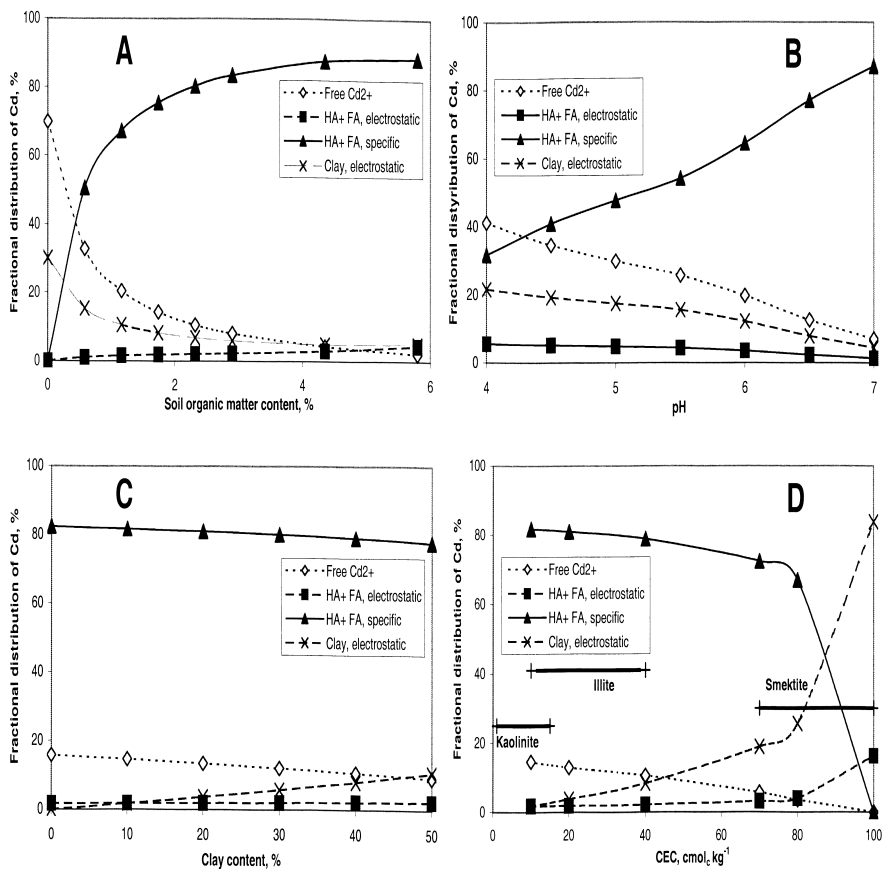 Fractional distribution of Cd, %
100
80
60
40
20
0
A
Free Cd2+
HA+ FA, electrostatic
HA+ FA, specific
Clay, electrostatic
0 2 4 6
Soil organic matter content, %
Fractional distyribution of Cd, %
100
80
60
40
20
0
B
Free Cd2+
HA+ FA, electrostatic
HA+ FA, specific
Clay, electrostatic
4 5 6 7
pH
Fractional distribution of Cd, %
100
80
60
40
20
0
C
Free Cd2+
HA+ FA, electrostatic
HA+ FA, specific
Clay, electrostatic
0 10 20 30 40 50
Clay content, %
Fractional distribution of Cd, %
100
80
60
40
20
0
D
Free Cd2+
HA+ FA, electrostatic
HA+ FA, specific
Clay, electrostatic
Illite
Smektite
Kaolinite
0 20 40 60 80 100
CEC, cmolc kg-1